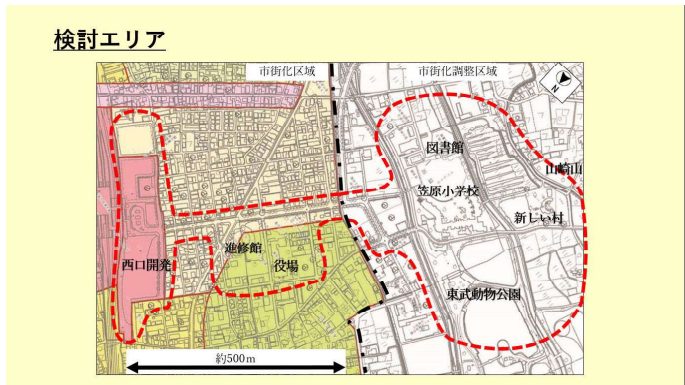 検討エリア
市街化区域
市街化調整区域
N
図書館
山崎山
笠原小学校
新しい村
進修館
西口開発
役場
東武動物公園
約500m